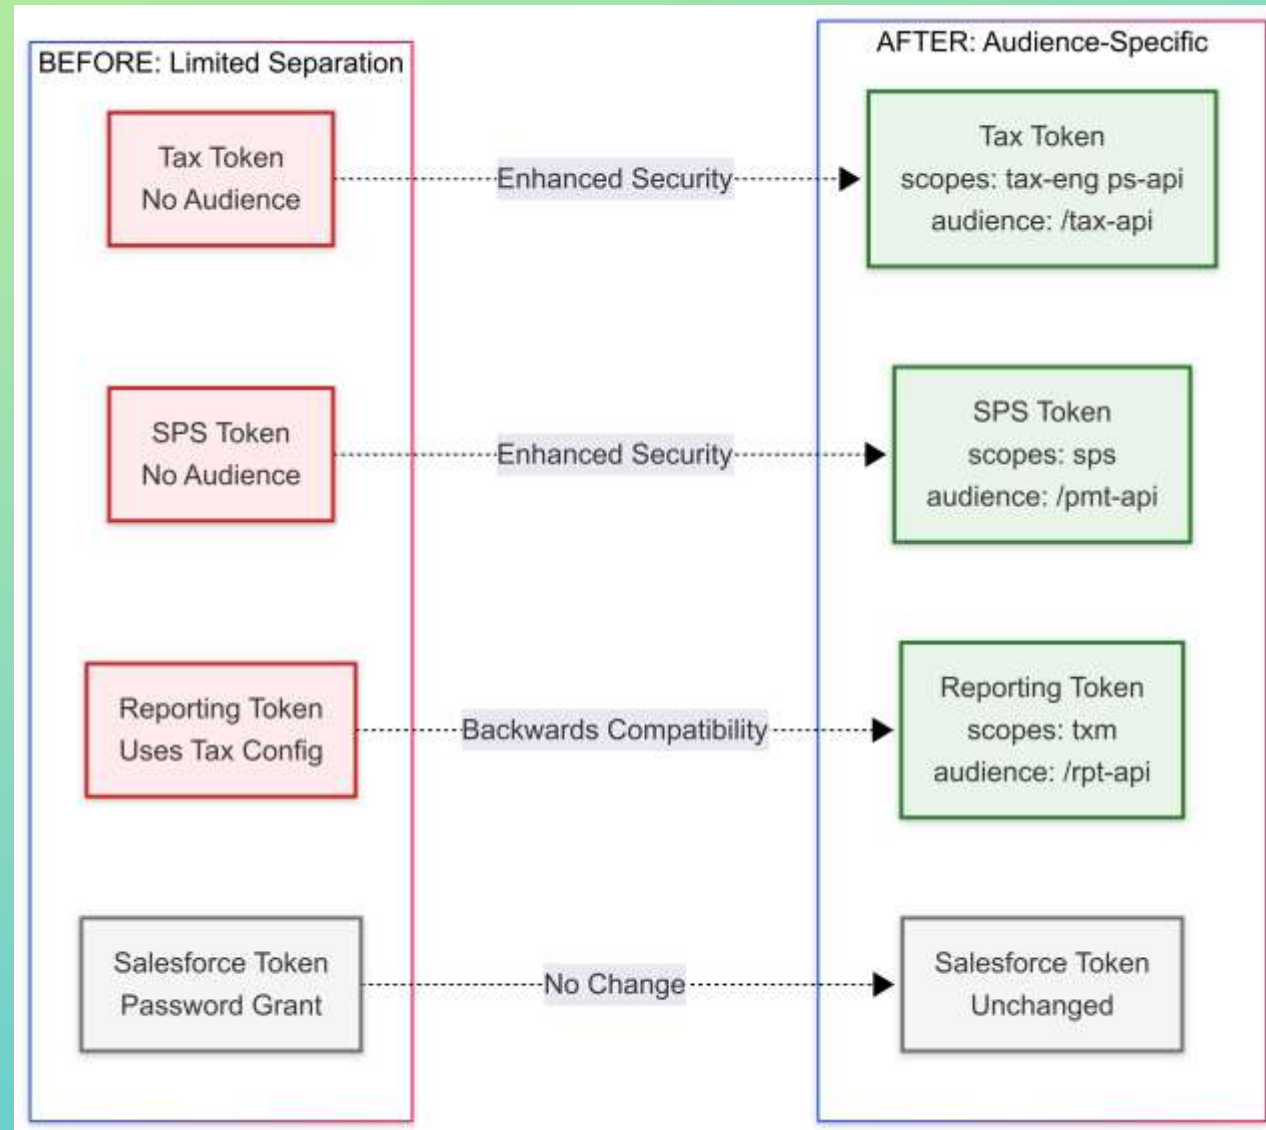 BEFORE: Limited Separation
AFTER: Audience-Specific
Tax Token
No Audience
Enhanced Security
Tax Token
scopes: tax-eng ps-api
audience: /tax-api
SPS Token
No Audience
Enhanced Security
SPS Token
scopes: sps
audience: /pmt-api
Reporting Token
Uses Tax Config
Backwards Compatibility
Reporting Token
scopes: txm
audience: /rpt-api
Salesforce Token
Password Grant
No Change
Salesforce Token
Unchanged